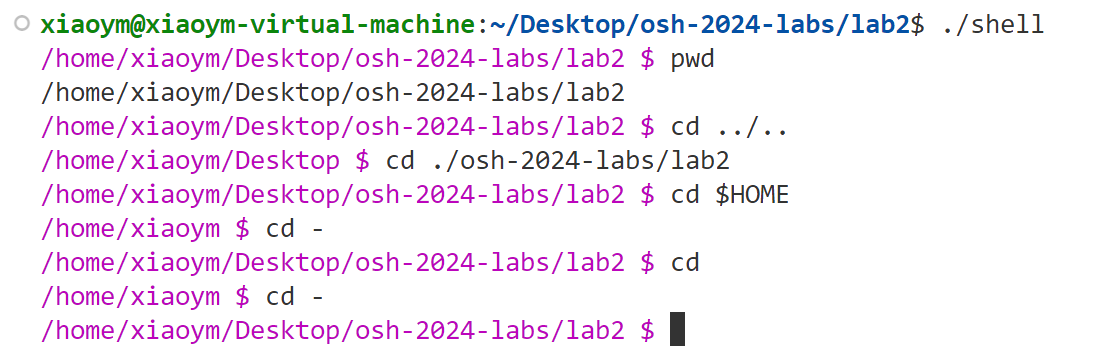 xiaoym@xiaoym-virtual-machine:~/Desktop/osh-2024-labs/lab2$ ./shell
/home/xiaoym/Desktop/osh-2024-labs/lab2 $ pwd
/home/xiaoym/Desktop/osh-2024-labs/lab2
/home/xiaoym/Desktop/osh-2024-labs/lab2 $ cd ../..
/home/xiaoym/Desktop $ cd ./osh-2024-labs/lab2
/home/xiaoym/Desktop/osh-2024-labs/lab2 $ cd $HOME
/home/xiaoym $ cd -
/home/xiaoym/Desktop/osh-2024-labs/lab2 $ cd
/home/xiaoym $ cd -
/home/xiaoym/Desktop/osh-2024-labs/lab2 $